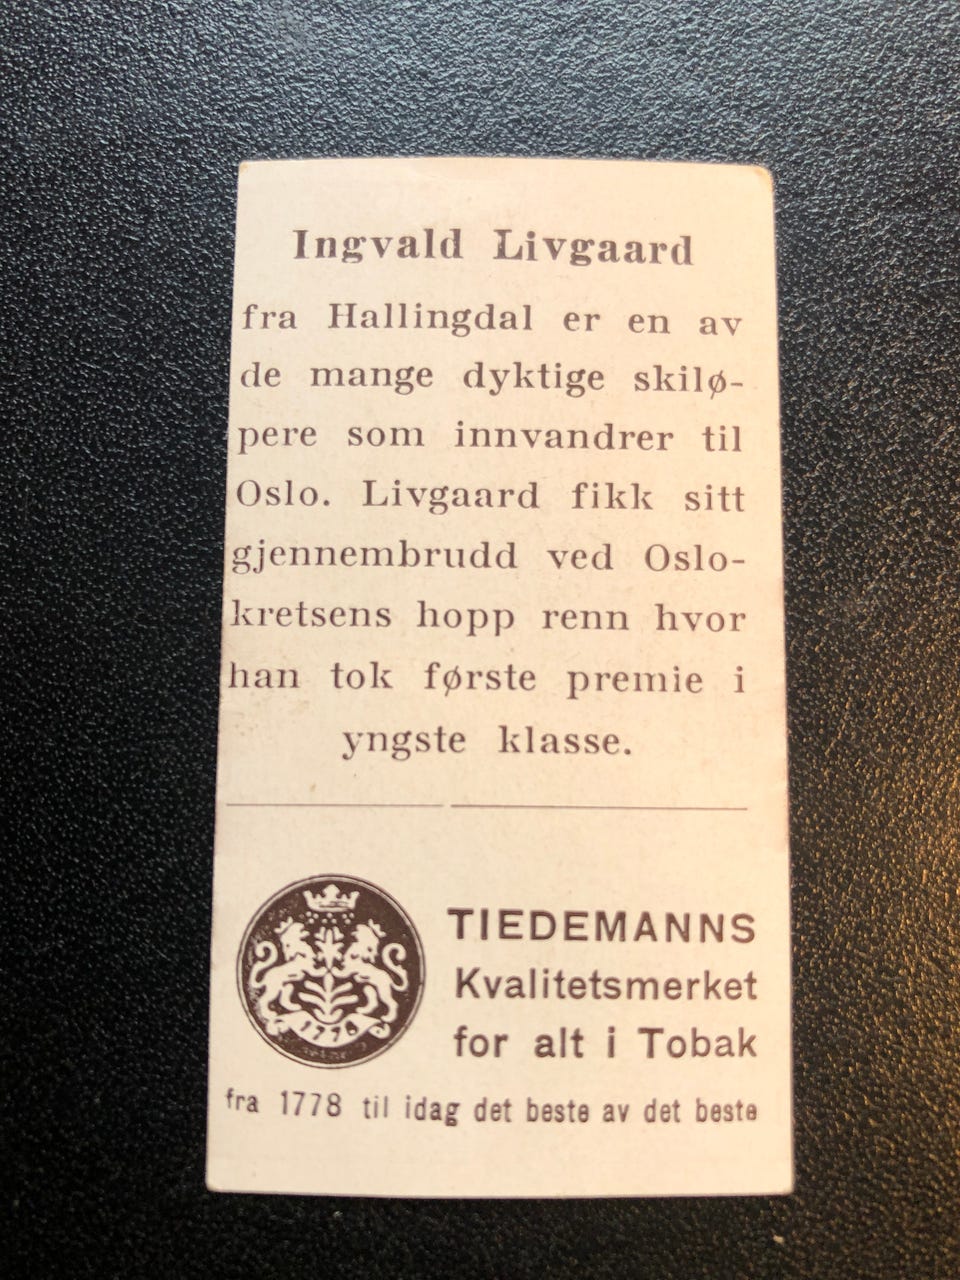 Ingvald Livgaard
fra Hallingdal er en av
de mange dyktige skilø-
pere som innvandrer til
Oslo. Livgaard fikk sitt
gjennembrudd ved Oslo-
kretsens hopp renn hvor
han tok første premie i
yngste klasse.
1778
TIEDEMANNS
Kvalitetsmerket
for alt i Tobak
fra 1778 til idag det beste av det beste